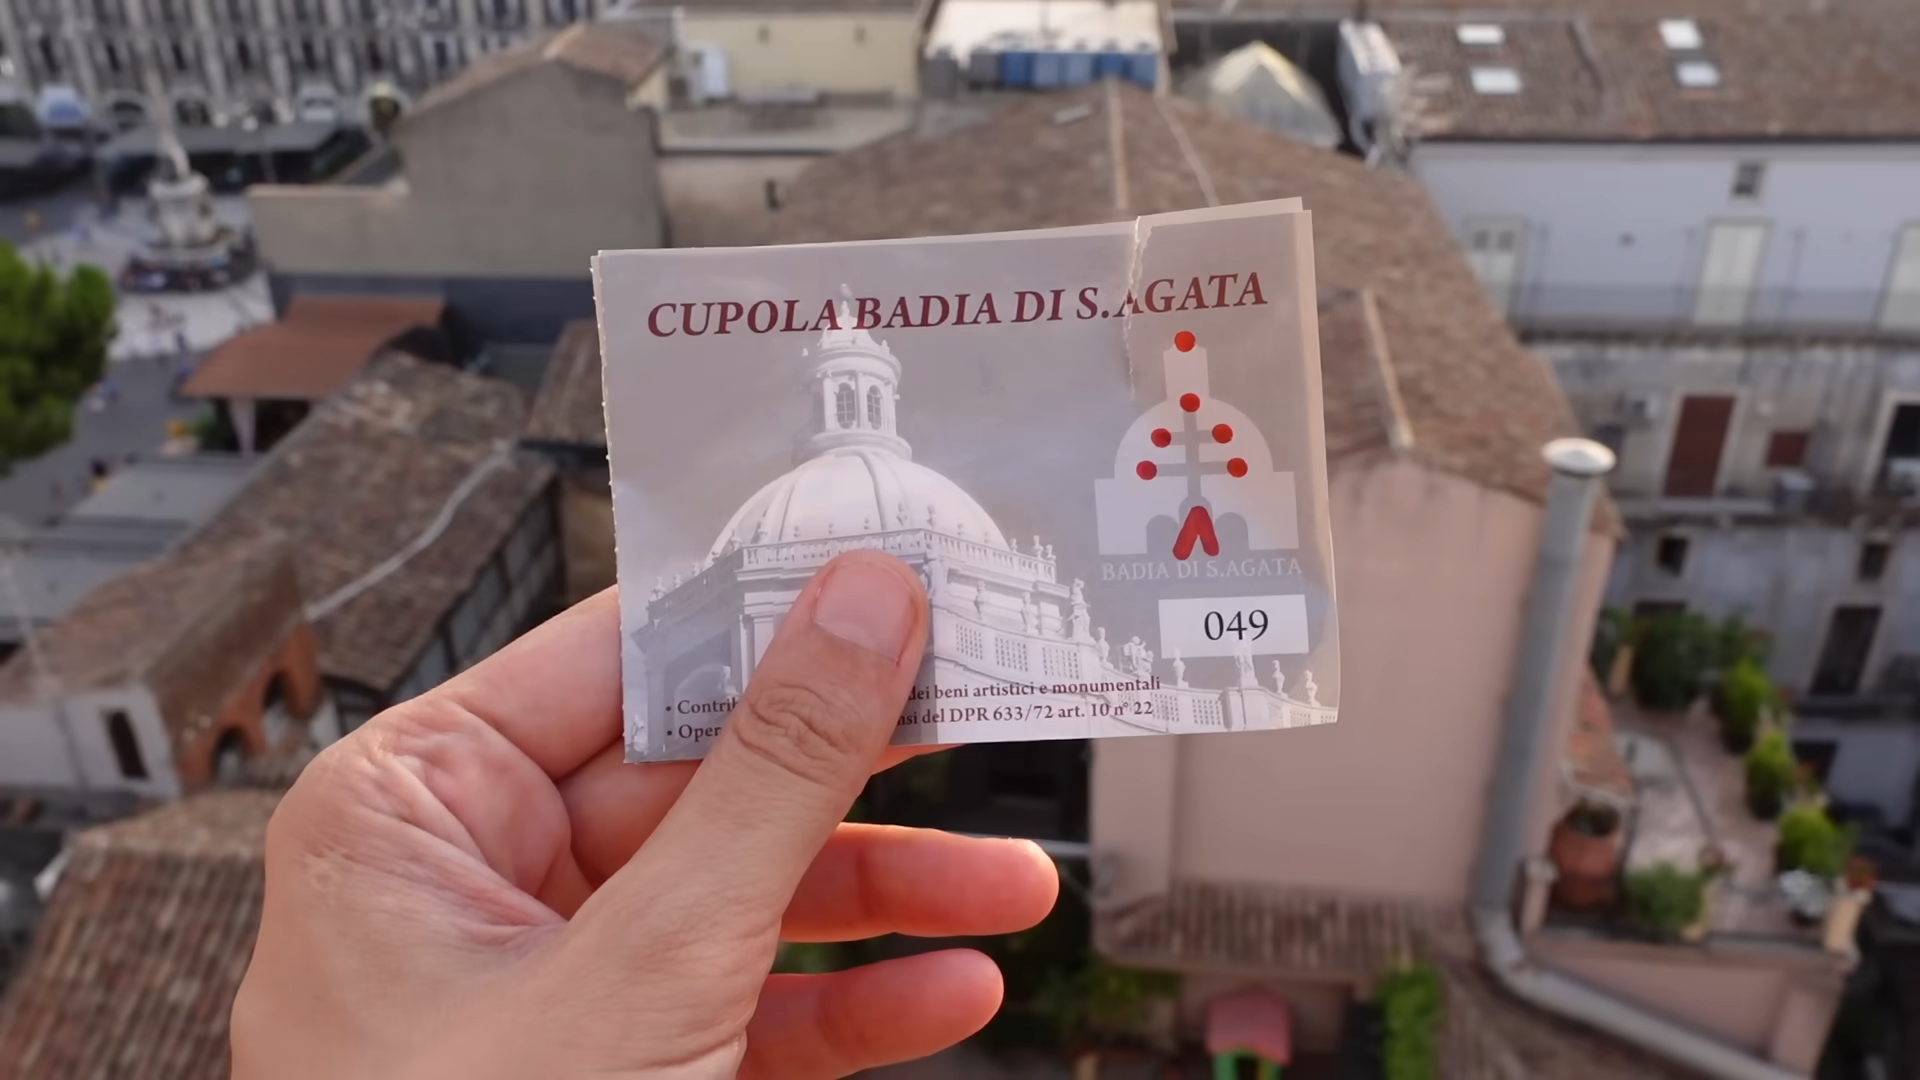 CUPOLA BADIA DI S.AGATA
BADIA DI S.AGATA
049
• Contrib dei beni artistici e monumentali
• Oper nsi del DPR 633/72 art. 10 n° 22